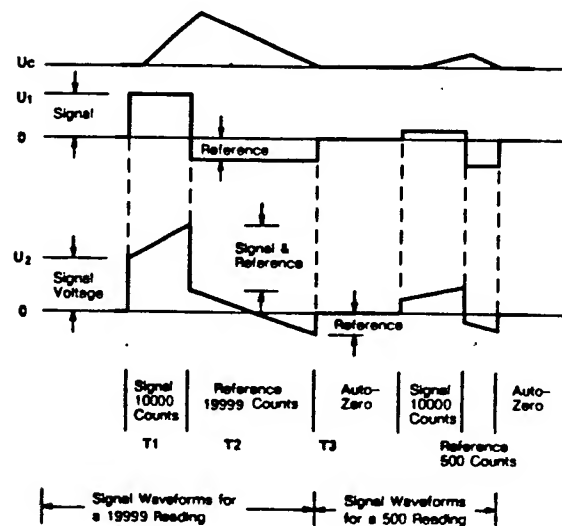 Uc
U1
Signal
0
Reference
Signal &
Reference
U2
Signal
Voltage
0
Reference
Signal
10000
Counts
Reference
19999 Counts
Auto-
Zero
Signal
10000
Counts
Auto-
Zero
Reference
500 Counts
T1
T2
T3
Signal Waveforms for
a 19999 Reading
Signal Waveforms
for a 500 Reading